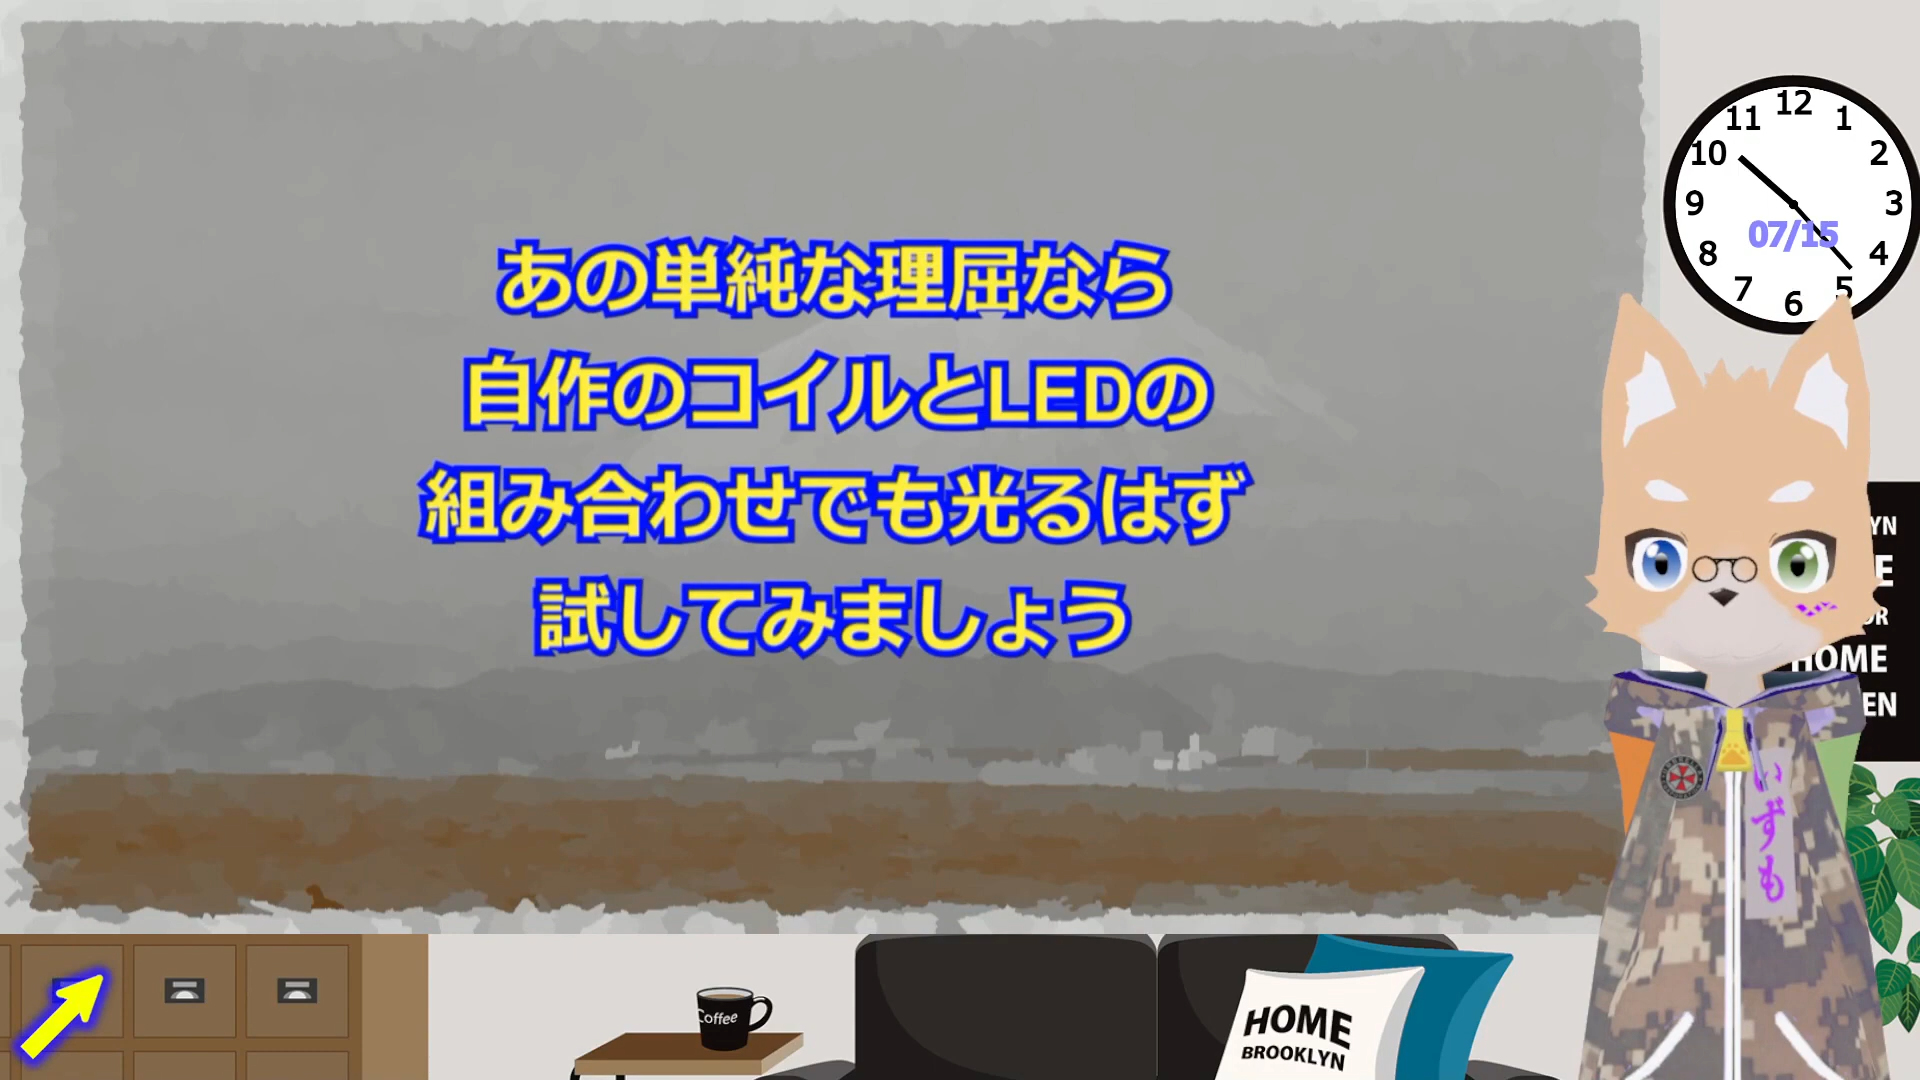 あの単純な理屈なら
自作のコイルとLEDの
組み合わせでも光るはず
試してみましょう
12
11
1
10
2
9
3
07/15
8
4
7
5
6
YN
E
OR
HOME
EN
いずも
Coffee
HOME
BROOKLYN